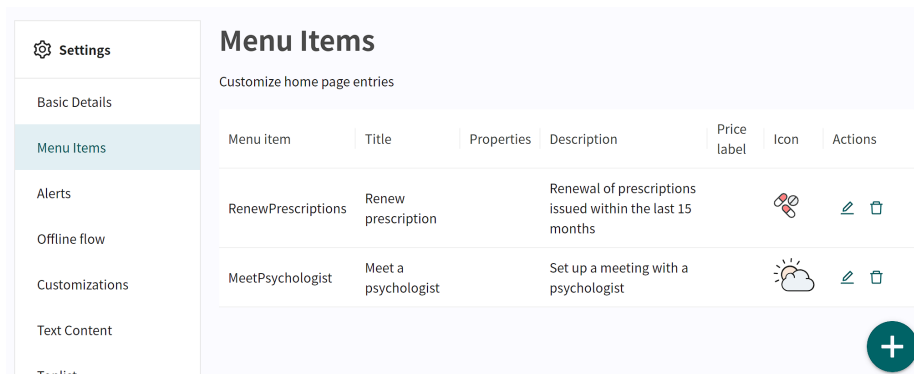 Settings
Basic Details
Menu Items
Alerts
Offline flow
Customizations
Text Content
Menu Items
Customize home page entries
Menu item
Title
Properties
Description
Price
label
Icon
Actions
RenewPrescriptions
Renew
prescription
Renewal of prescriptions
issued within the last 15
months
MeetPsychologist
Meet a
psychologist
Set up a meeting with a
psychologist